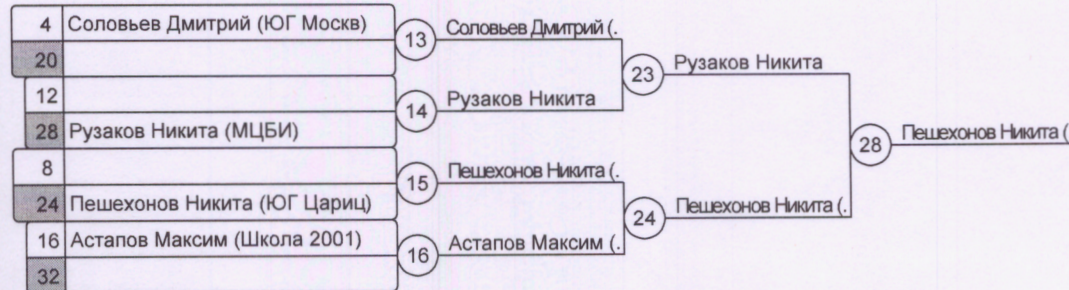 4 Соловьев Дмитрий (ЮГ Москв)
20
13
Соловьев Дмитрий (.
12
28 Рузаков Никита (МЦБИ)
14
Рузаков Никита
23
Рузаков Никита
8
24 Пешехонов Никита (ЮГ Цариц)
15
Пешехонов Никита (.
16 Астапов Максим (Школа 2001)
32
16
Астапов Максим (.
24
Пешехонов Никита (.
28
Пешехонов Никита (